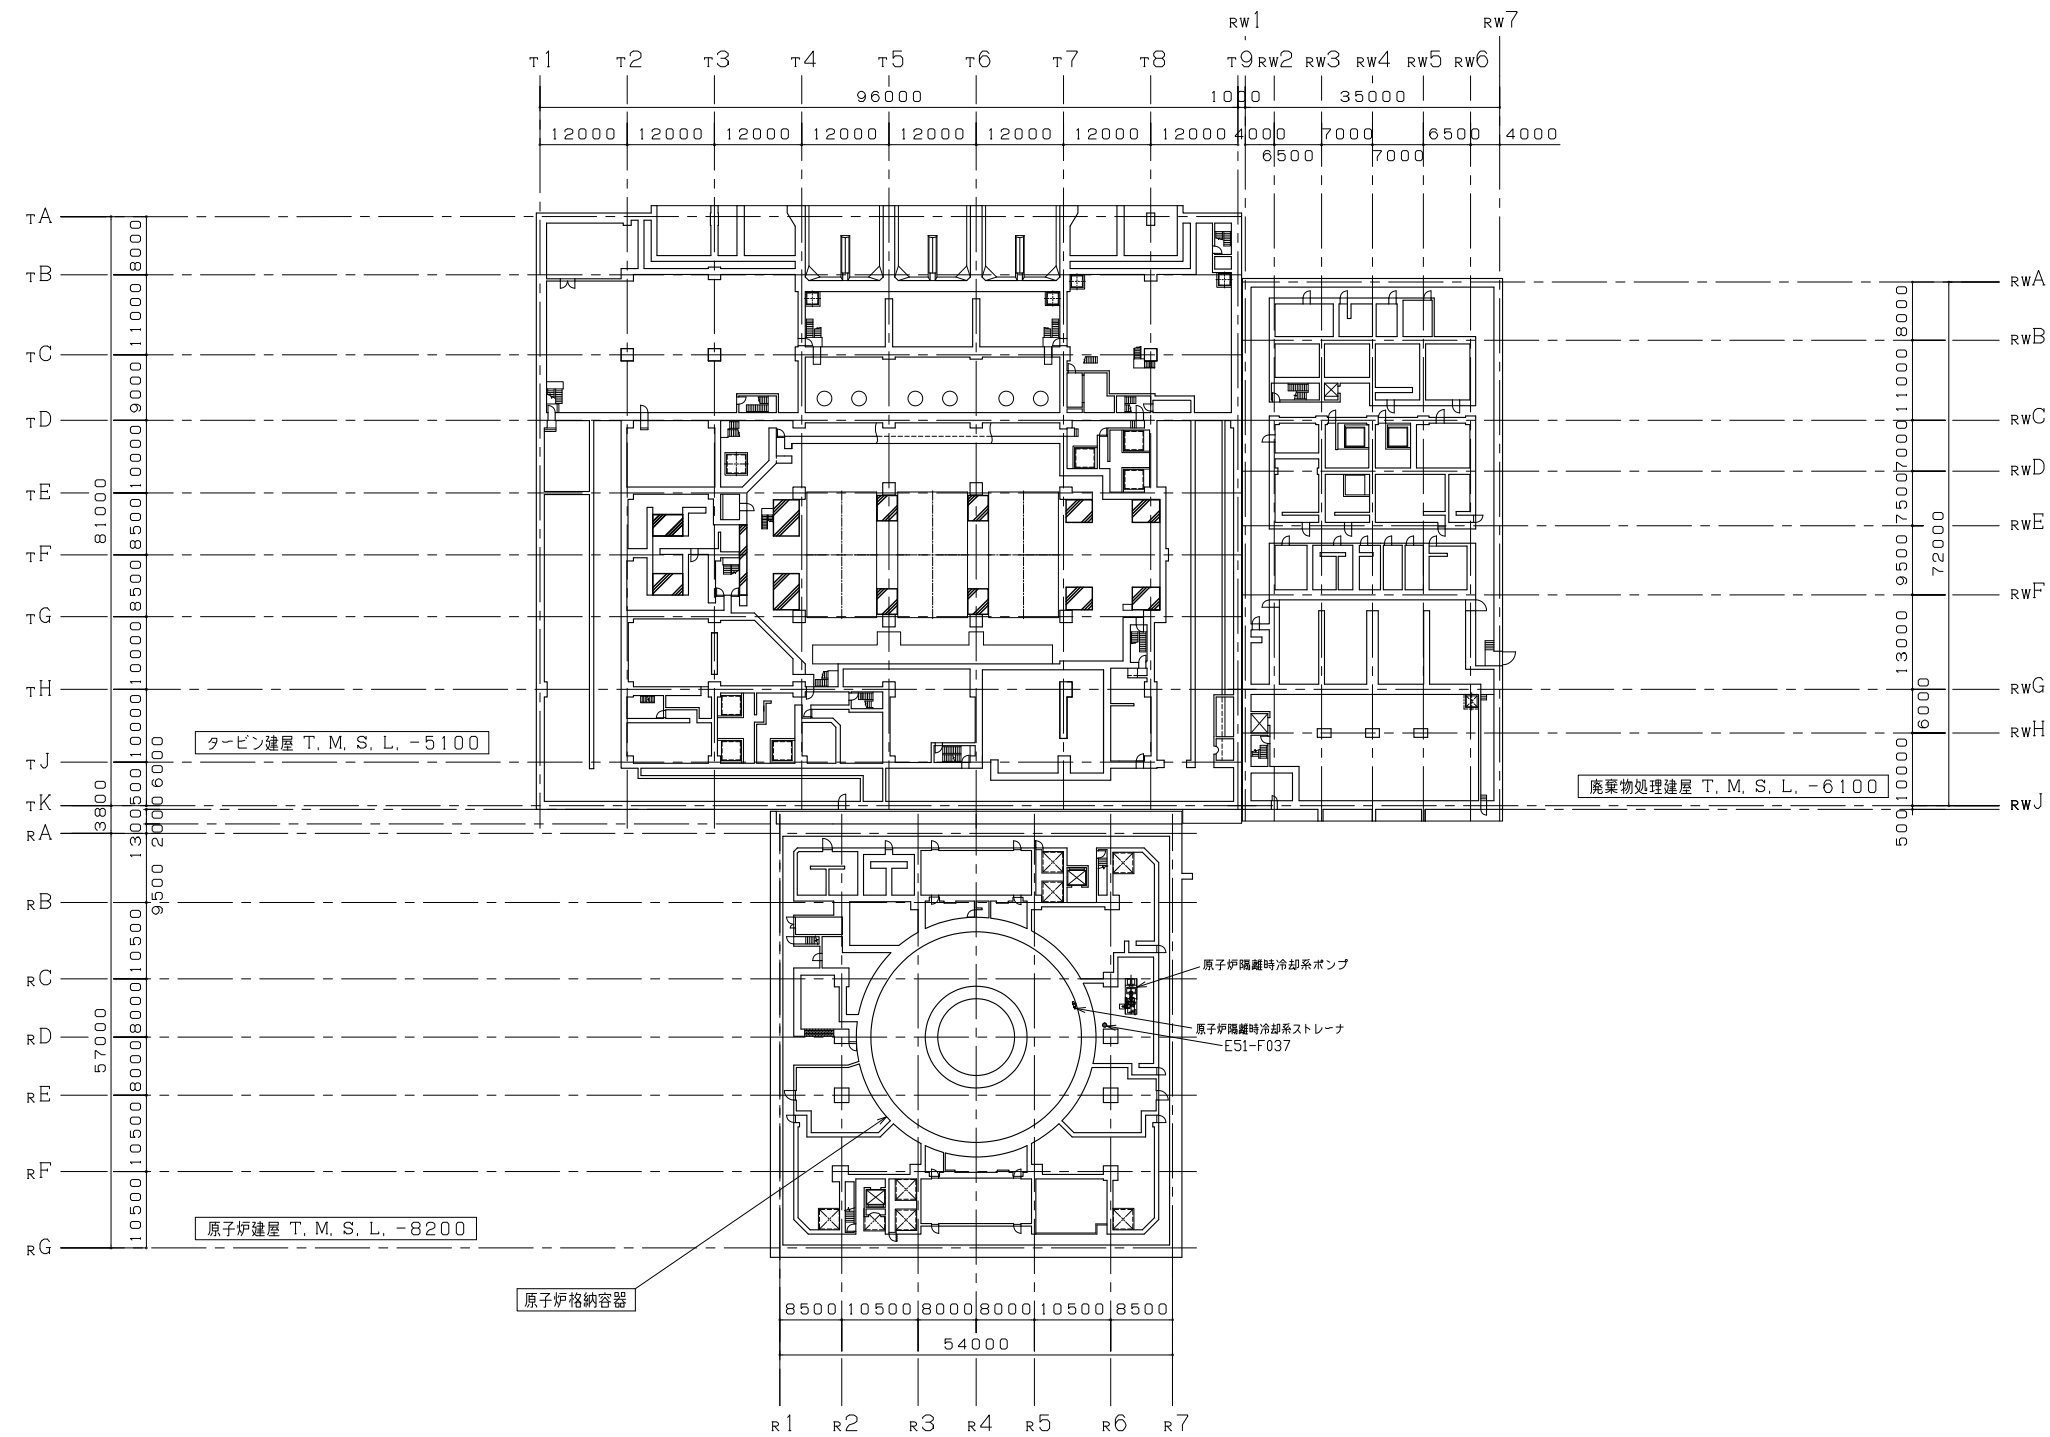 RW1 RW7
T1 T2 T3 T4 T5 T6 T7 T8 T9 RW2 RW3 RW4 RW5 RW6
96000 1000 35000
12000 12000 12000 12000 12000 12000 12000 12000 4000 7000 6500 4000
6500 7000
TA
8000
TB
11000
TC
9000
TD
10000
TE
8500
TF
8500
TG
10000
TH
10000
TJ
6000
TK
81000
500
3800
1300
2000
RA
9500
RB
10500
RC
8000
RD
8000
RE
10500
RF
10500
RG
57000
RWA
8000
RWB
11000
RWC
7000
RWD
7500
RWE
9500
RWF
13000
RWG
6000
RWH
10000
RWJ
500
72000
タービン建屋 T.M.S.L.-5100
廃棄物処理建屋 T.M.S.L.-6100
原子炉隔離時冷却系ポンプ
原子炉隔離時冷却系ストレーナ
E51-F037
原子炉建屋 T.M.S.L.-8200
原子炉格納容器
8500 10500 8000 8000 10500 8500
54000
R1 R2 R3 R4 R5 R6 R7